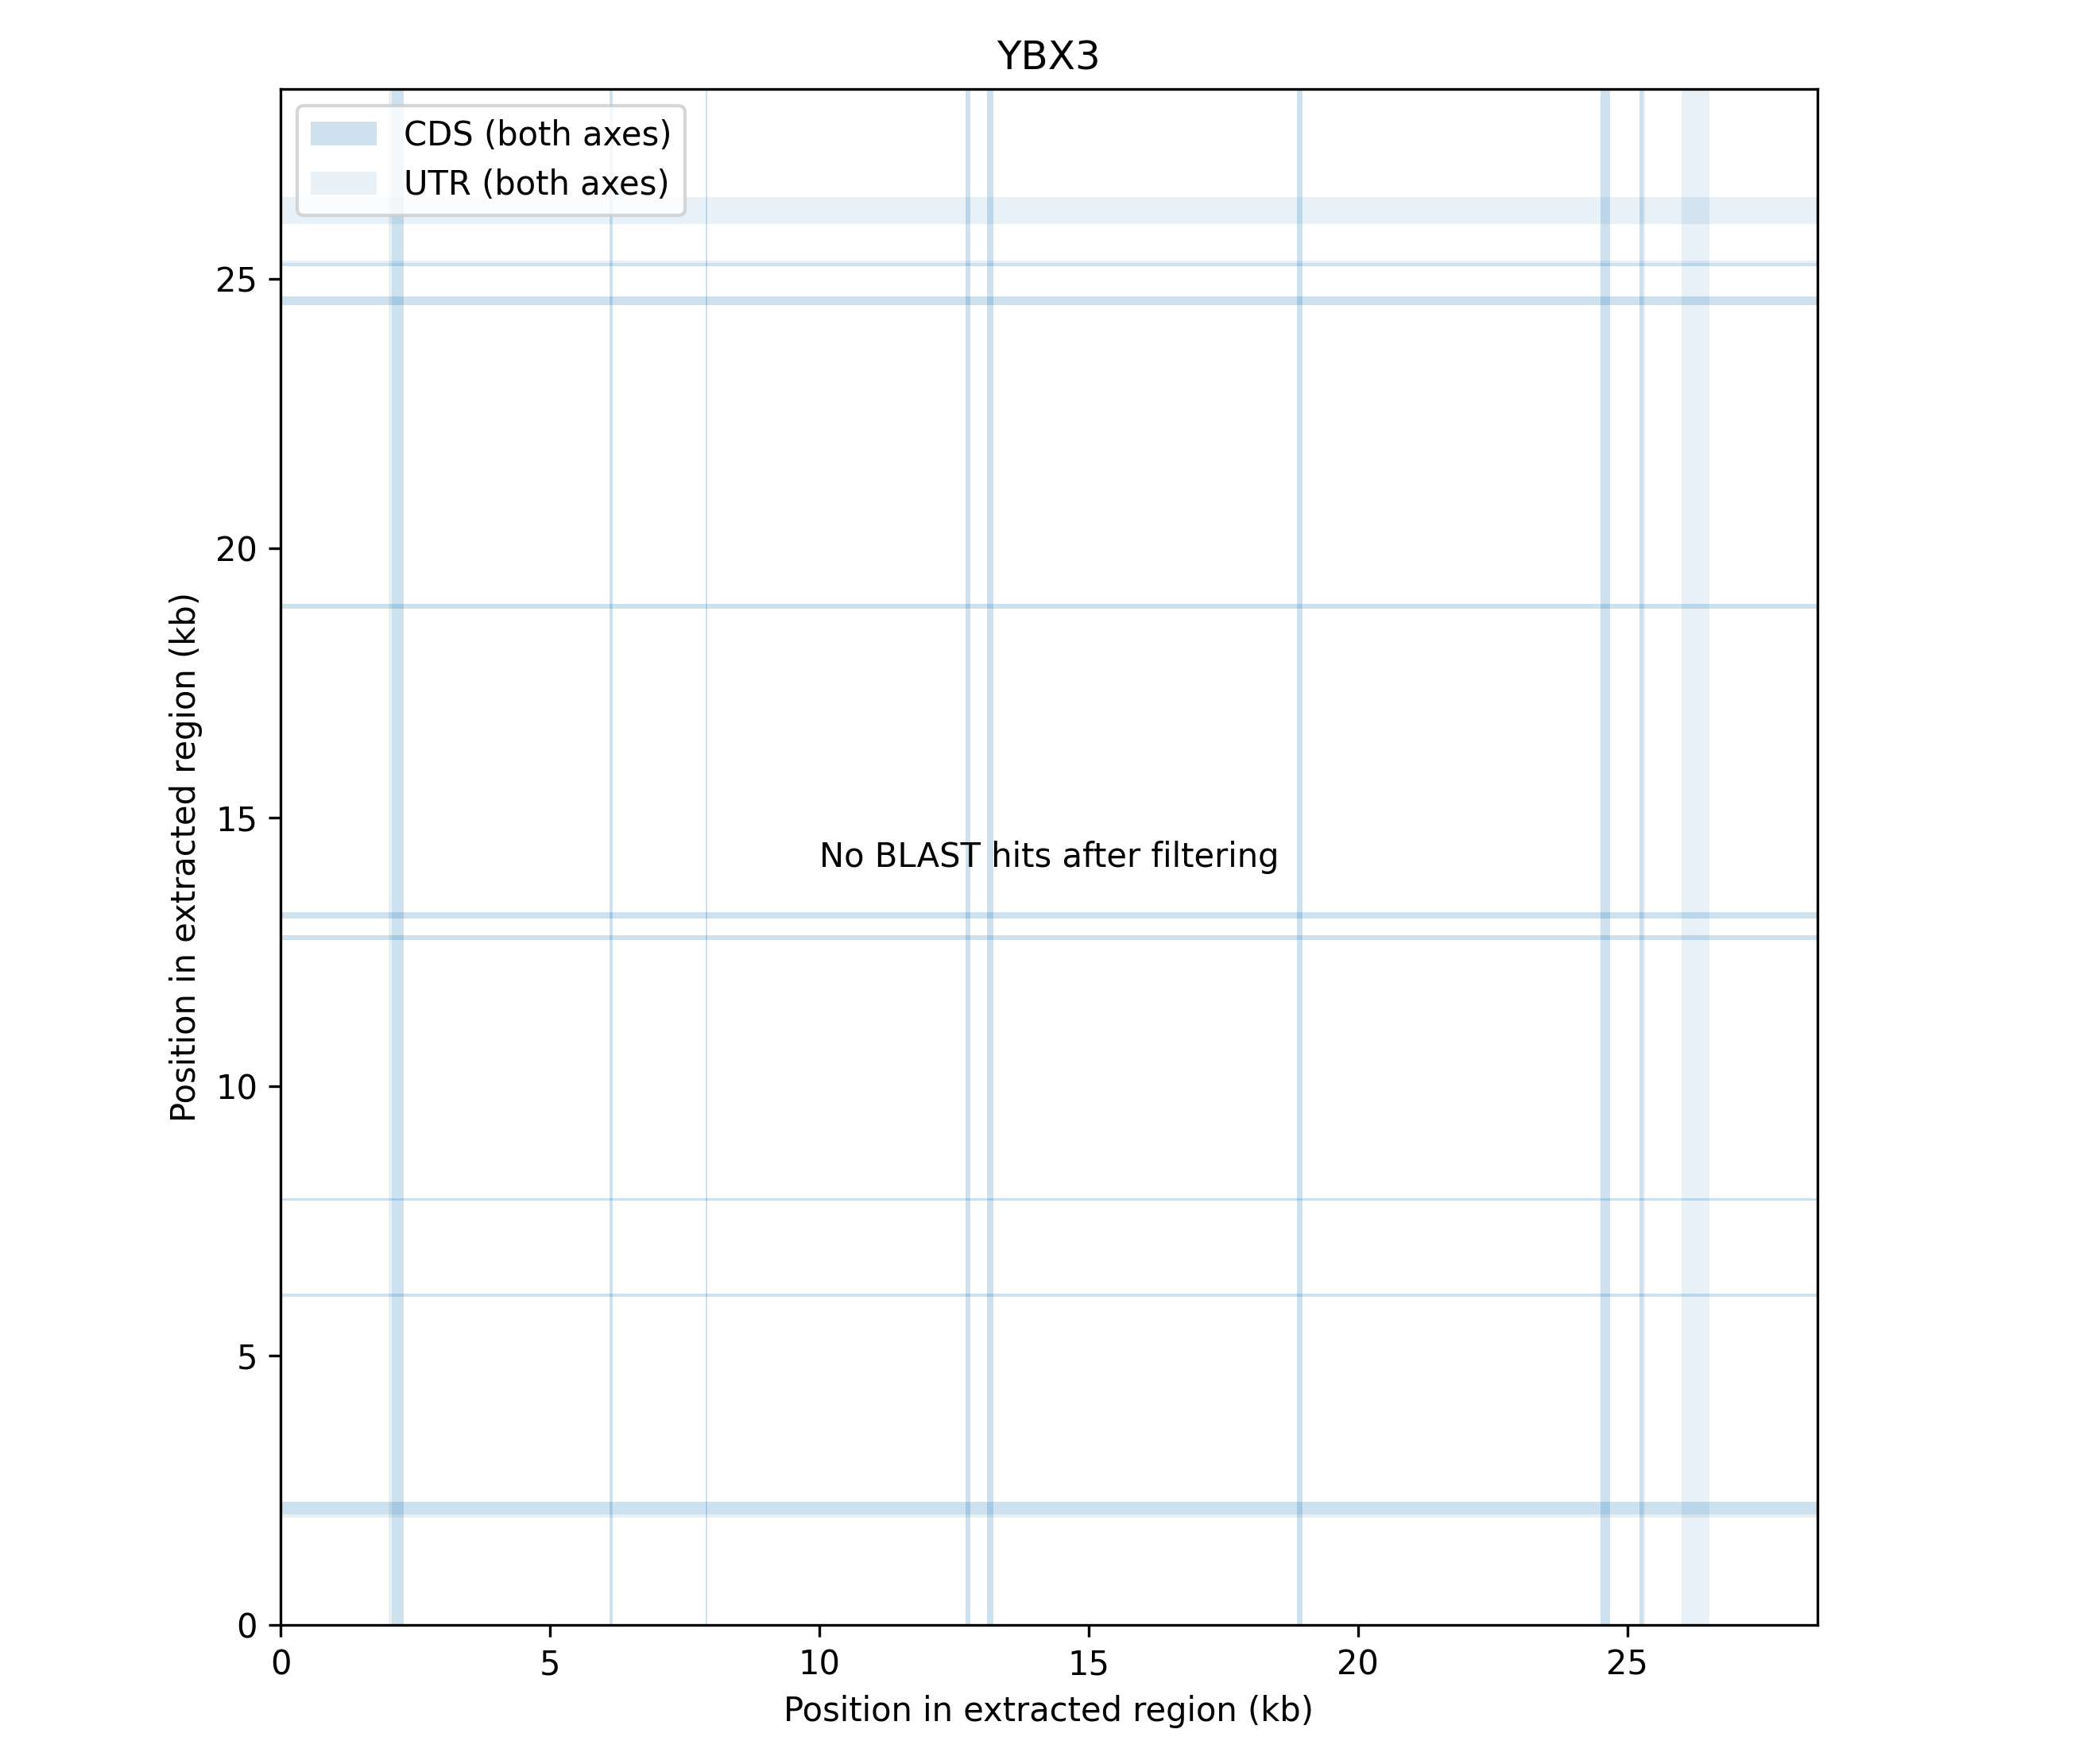 YBX3
CDS (both axes)
UTR (both axes)
25
20
15
10
5
0
Position in extracted region (kb)
No BLAST hits after filtering
0 5 10 15 20 25
Position in extracted region (kb)